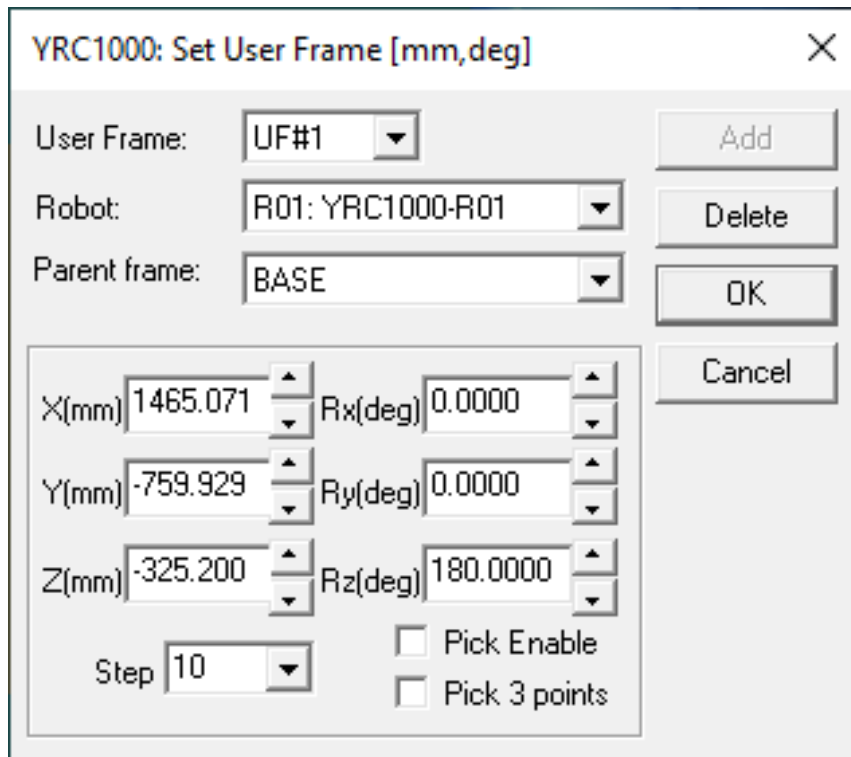 YRC1000: Set User Frame [mm,deg]
User Frame: UF#1 Add
Robot: R01: YRC1000-R01 Delete
Parent frame: BASE OK
Cancel
X(mm) 1465.071 Rx(deg) 0.0000
Y(mm) -759.929 Ry(deg) 0.0000
Z(mm) -325.200 Rz(deg) 180.0000
Step 10 Pick Enable
Pick 3 points